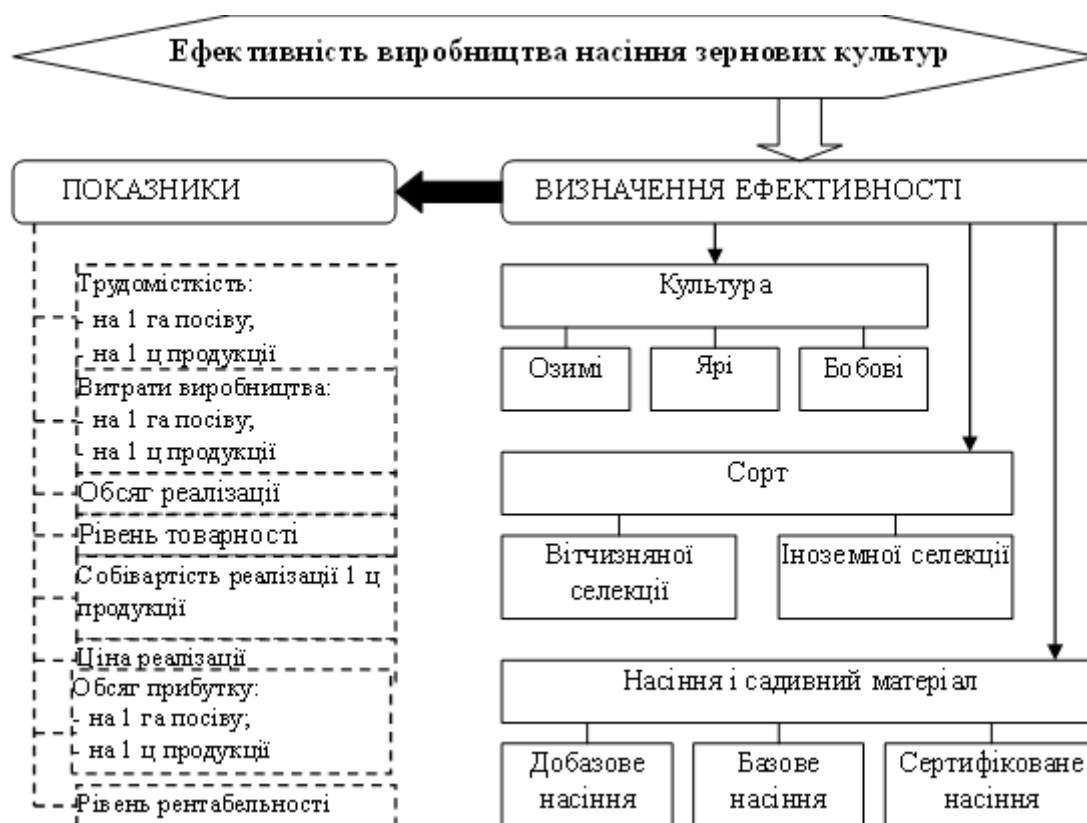 Ефективність виробництва насіння зернових культур
ПОКАЗНИКИ
ВИЗНАЧЕННЯ ЕФЕКТИВНОСТІ
Трудомісткість:
- на 1 га посіву;
- на 1 ц продукції
Витрати виробництва:
- на 1 га посіву;
- на 1 ц продукції
Обсяг реалізації
Рівень товарності
Собівартість реалізації 1 ц
продукції
Ціна реалізації
Обсяг прибутку:
- на 1 га посіву;
- на 1 ц продукції
Рівень рентабельності
Культура
Озимі
Ярі
Бобові
Сорт
Вітчизняної
селекції
Іноземної селекції
Насіння і садивний матеріал
Добазове
насіння
Базове
насіння
Сертифіковане
насіння